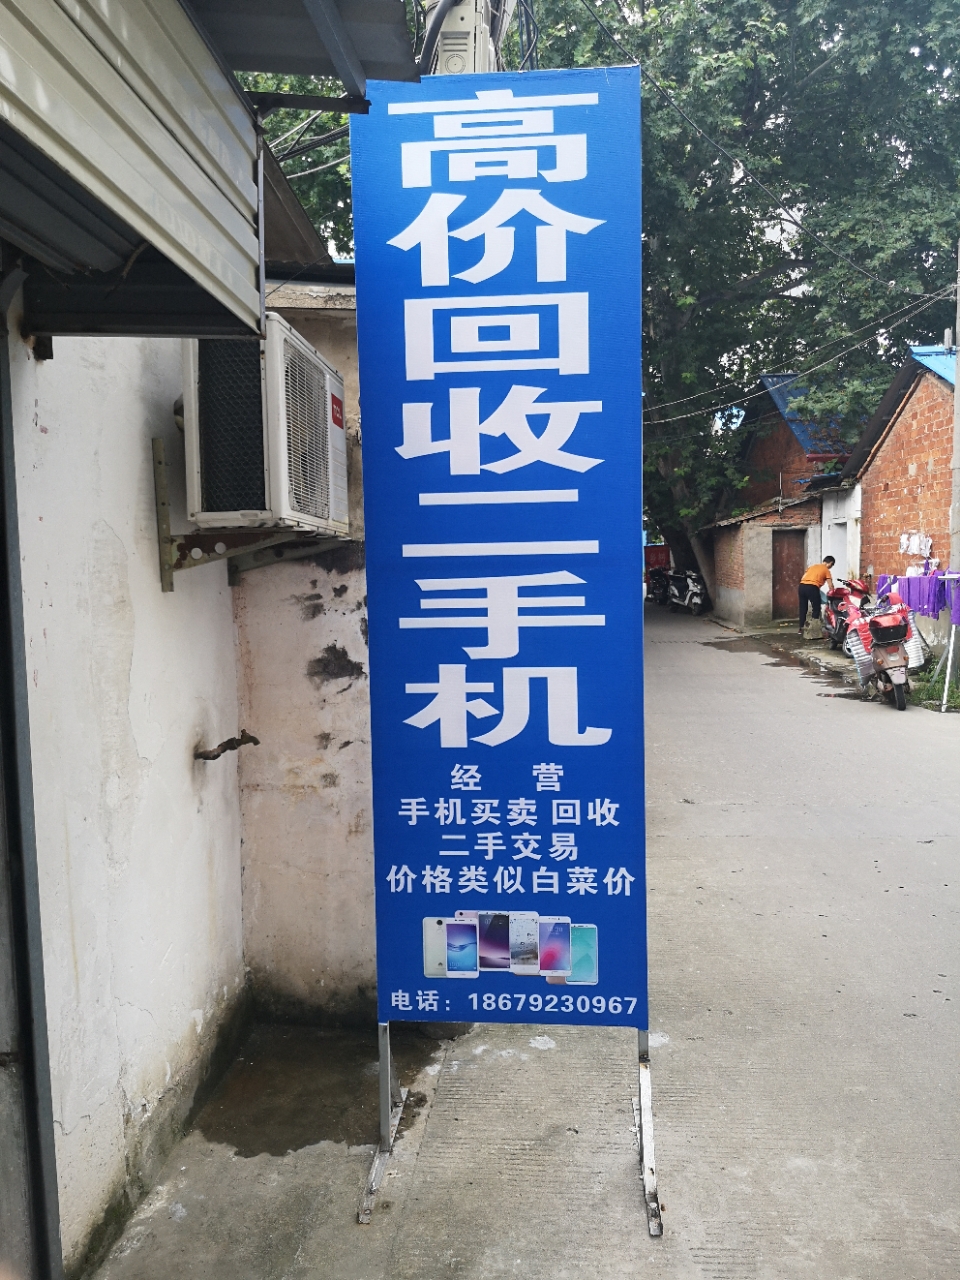 高价回收二手机
经 营
手机买卖 回收
二手交易
价格类似白菜价
电话：18679230967